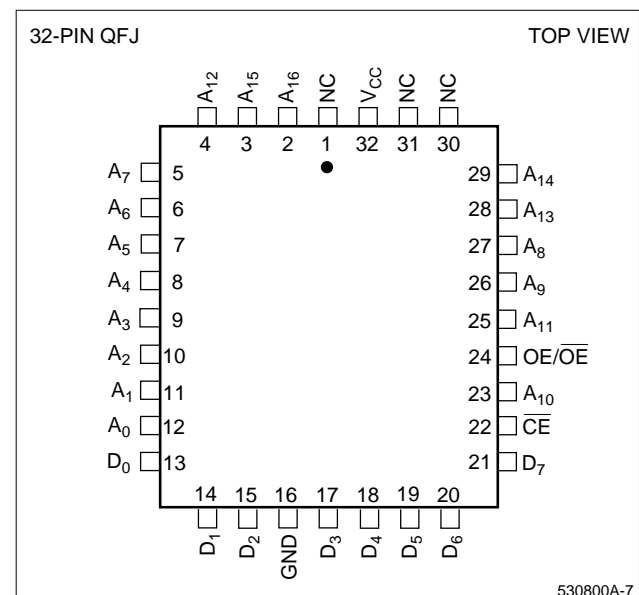 32-PIN QFJ
TOP VIEW
A12 A15 A16 NC VCC NC NC
4 3 2 1 32 31 30
A7 5
29 A14
A6 6
28 A13
A5 7
27 A8
A4 8
26 A9
A3 9
25 A11
A2 10
24 OE/O̅E̅
A1 11
23 A10
A0 12
22 C̅E̅
D0 13
21 D7
14 15 16 17 18 19 20
D1 D2 GND D3 D4 D5 D6
530800A-7